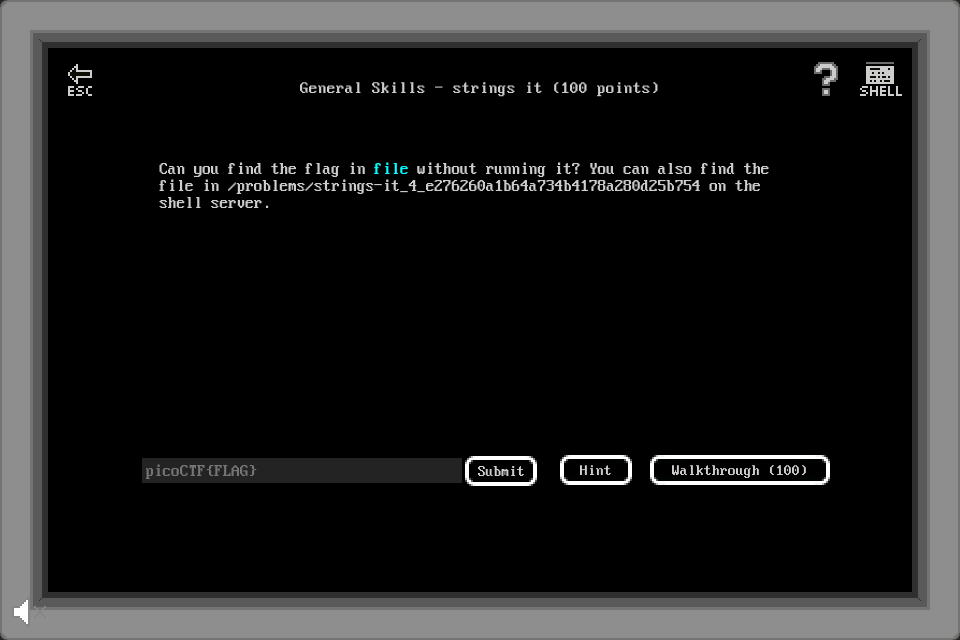 ESC
General Skills - strings it (100 points)
?
SHELL
Can you find the flag in file without running it? You can also find the
file in /problems/strings-it_4_e276260a1b64a734b4178a280d25b754 on the
shell server.
picoCTF{FLAG}
Submit
Hint
Walkthrough (100)